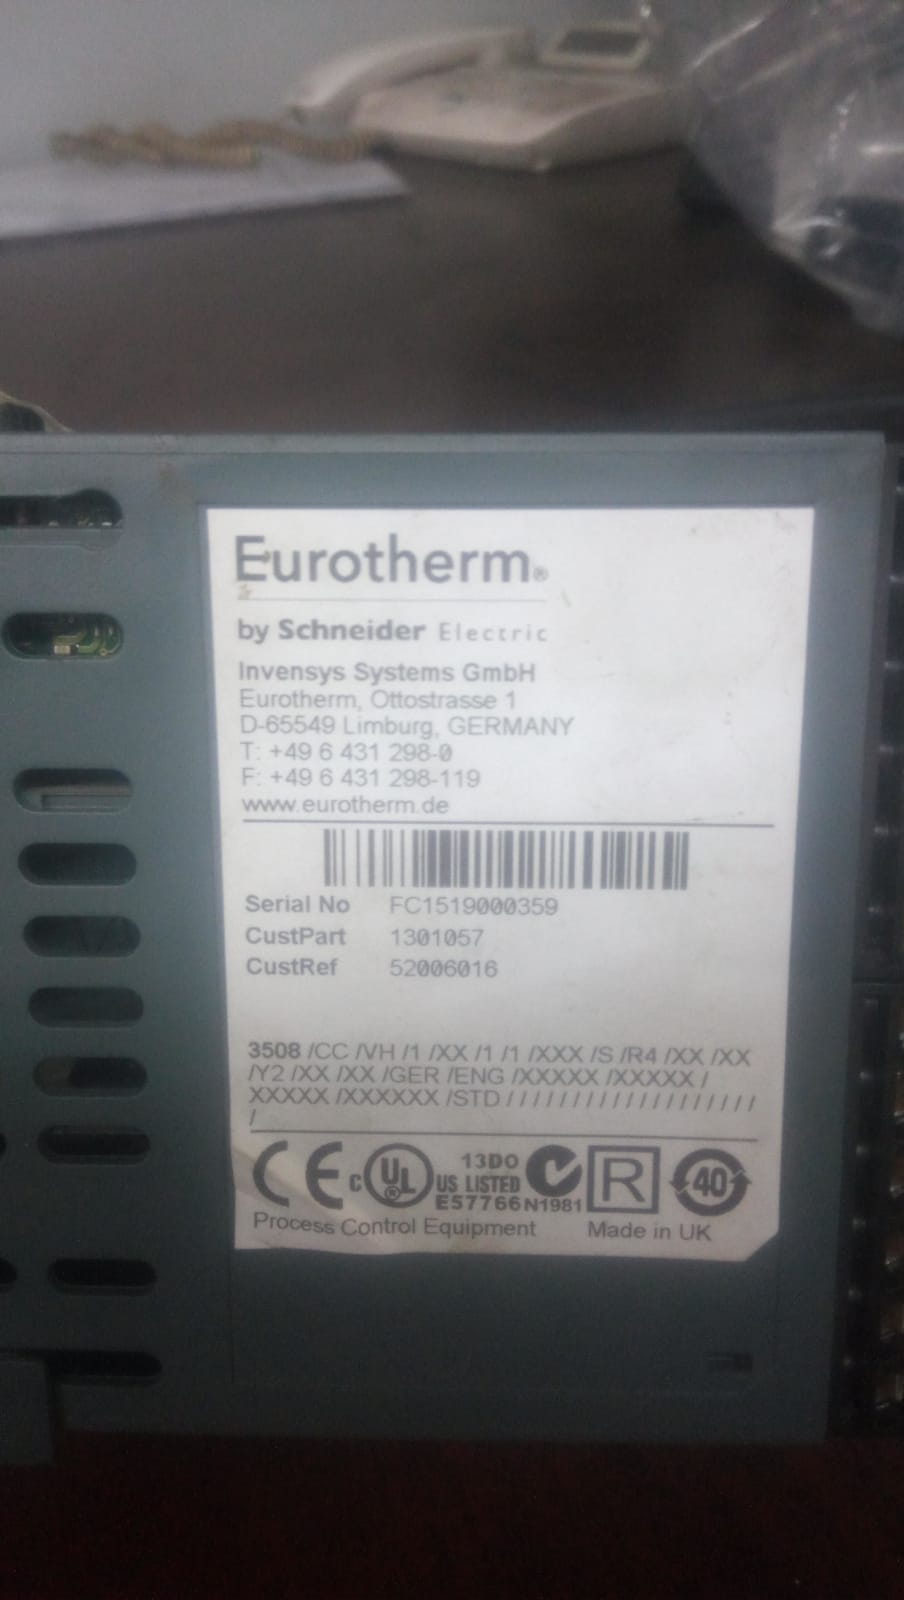 Eurotherm®
by Schneider Electric
Invensys Systems GmbH
Eurotherm, Ottostrasse 1
D-65549 Limburg, GERMANY
T: +49 6 431 298-0
F: +49 6 431 298-119
www.eurotherm.de
Serial No FC1519000359
CustPart 1301057
CustRef 52006016
3508 /CC /VH /1 /XX /1 /1 /XXX /S /R4 /XX /XX
/Y2 /XX /XX /GER /ENG /XXXXX /XXXXX /
XXXXX /XXXXXX /STD / / / / / / / / / / / / / / / / / / /
/
CE c UL ® 13DO US LISTED E57766 N1981 R 40
Process Control Equipment Made in UK